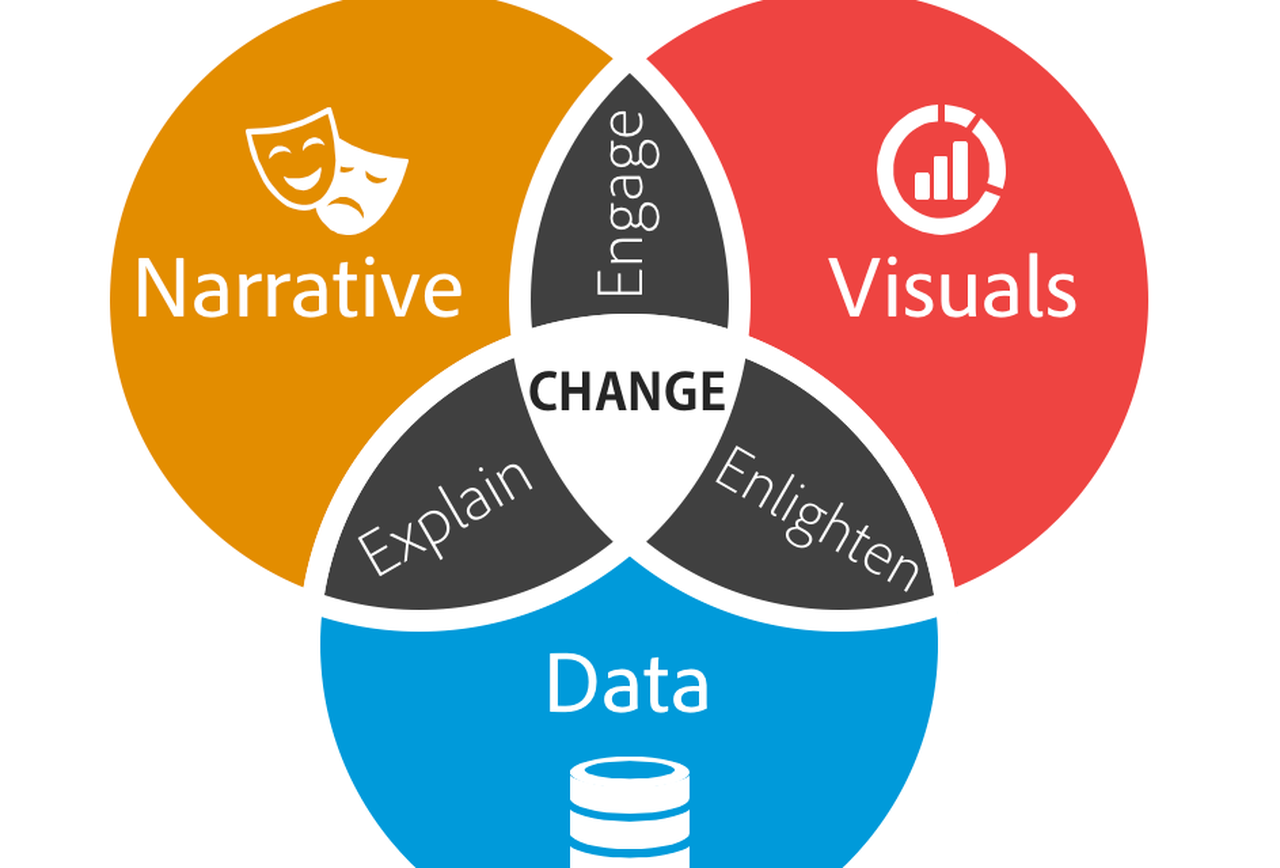 Engage
Narrative
Visuals
CHANGE
Explain
Enlighten
Data